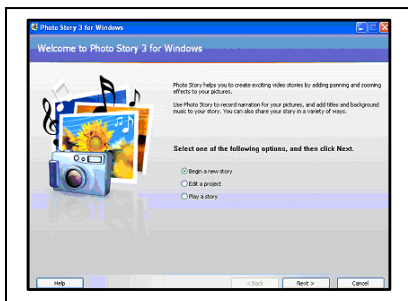 Photo Story 3 for Windows
Welcome to Photo Story 3 for Windows
Photo Story helps you to create exciting video stories by adding panning and zooming
effects to your pictures.
Use Photo Story to record narration for your pictures, and add titles and background
music to your story. You can also share your story in a variety of ways.
Select one of the following options, and then click Next.
Begin a new story
Edit a project
Play a story
Help
< Back
Next >
Cancel